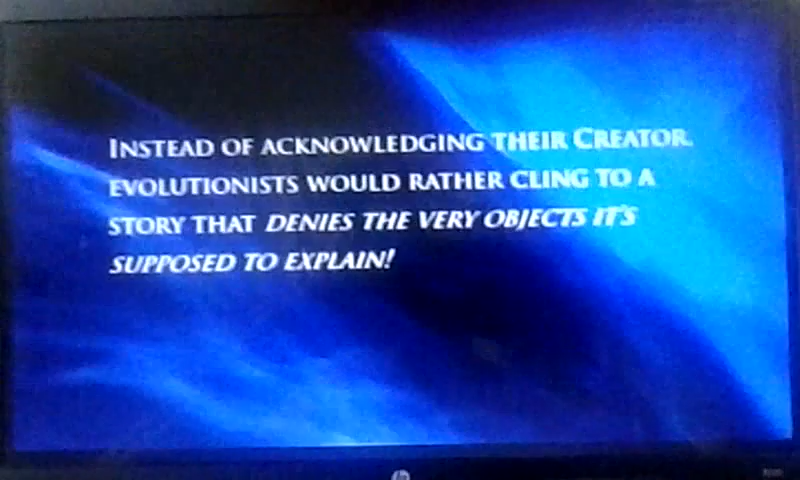 INSTEAD OF ACKNOWLEDGING THEIR CREATOR,
EVOLUTIONISTS WOULD RATHER CLING TO A
STORY THAT DENIES THE VERY OBJECTS IT'S
SUPPOSED TO EXPLAIN!
hp